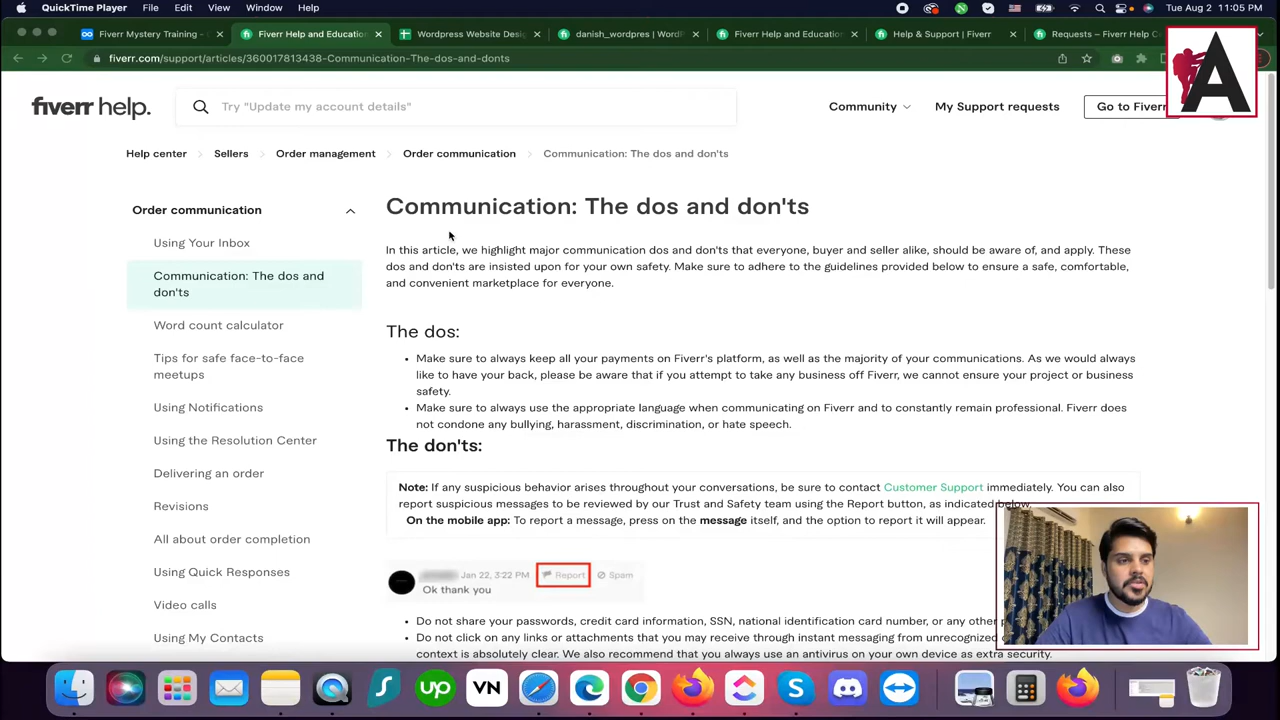 QuickTime Player File Edit View Window Help Tue Aug 2 11:05 PM
Fiverr Mystery Training - Fiverr Help and Education Wordpress Website Desig danish_wordpres | Word Fiverr Help and Education Help & Support | Fiverr Requests – Fiverr Help C
fiverr.com/support/articles/360017813438-Communication-The-dos-and-donts
A
fiverr help. Try "Update my account details" Community My Support requests Go to Fiverr
Help center Sellers Order management Order communication Communication: The dos and don'ts
Order communication
Using Your Inbox
Communication: The dos and
don'ts
Word count calculator
Tips for safe face-to-face
meetups
Using Notifications
Using the Resolution Center
Delivering an order
Revisions
All about order completion
Using Quick Responses
Video calls
Using My Contacts
Communication: The dos and don'ts
In this article, we highlight major communication dos and don'ts that everyone, buyer and seller alike, should be aware of, and apply. These
dos and don'ts are insisted upon for your own safety. Make sure to adhere to the guidelines provided below to ensure a safe, comfortable,
and convenient marketplace for everyone.
The dos:
• Make sure to always keep all your payments on Fiverr's platform, as well as the majority of your communications. As we would always
like to have your back, please be aware that if you attempt to take any business off Fiverr, we cannot ensure your project or business
safety.
• Make sure to always use the appropriate language when communicating on Fiverr and to constantly remain professional. Fiverr does
not condone any bullying, harassment, discrimination, or hate speech.
The don'ts:
Note: If any suspicious behavior arises throughout your conversations, be sure to contact Customer Support immediately. You can also
report suspicious messages to be reviewed by our Trust and Safety team using the Report button, as indicated below.
On the mobile app: To report a message, press on the message itself, and the option to report it will appear.
Jan 22, 3:22 PM Report Spam
Ok thank you
• Do not share your passwords, credit card information, SSN, national identification card number, or any other p
• Do not click on any links or attachments that you may receive through instant messaging from unrecognized
context is absolutely clear. We also recommend that you always use an antivirus on your own device as extra security.
up VN